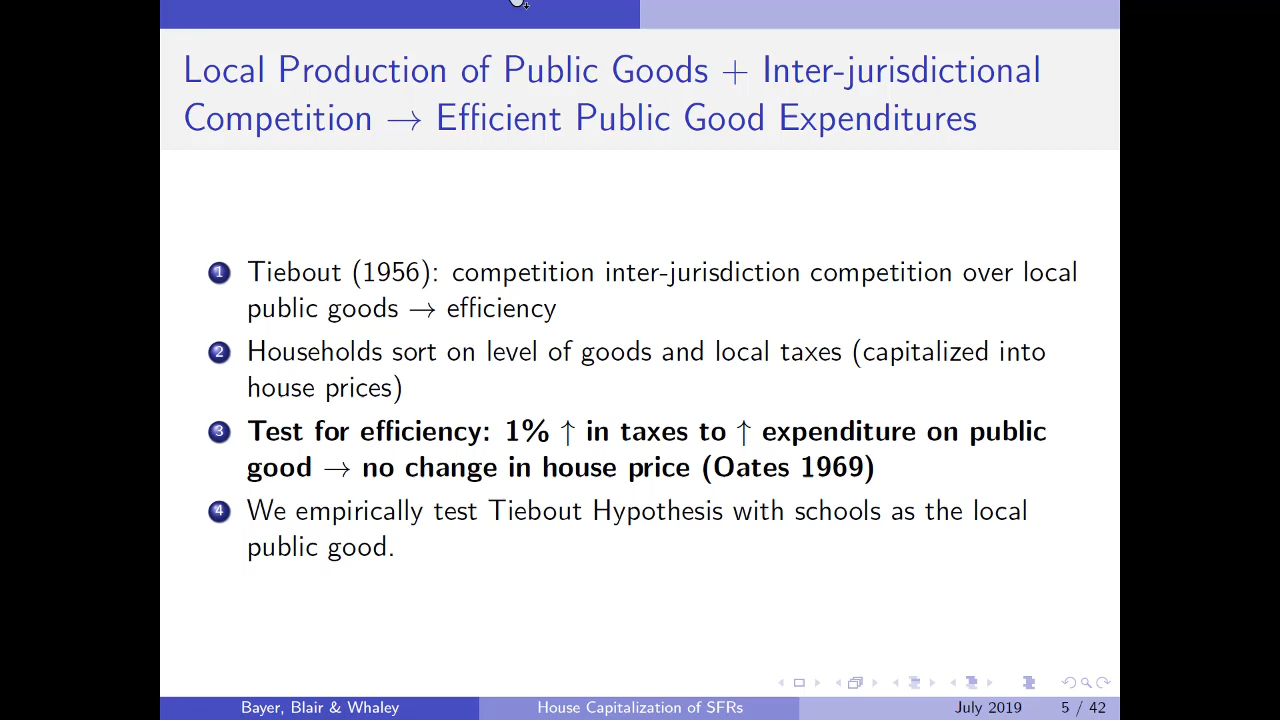 Local Production of Public Goods + Inter-jurisdictional
Competition → Efficient Public Good Expenditures
1 Tiebout (1956): competition inter-jurisdiction competition over local
public goods → efficiency
2 Households sort on level of goods and local taxes (capitalized into
house prices)
3 Test for efficiency: 1% ↑ in taxes to ↑ expenditure on public
good → no change in house price (Oates 1969)
4 We empirically test Tiebout Hypothesis with schools as the local
public good.
Bayer, Blair & Whaley House Capitalization of SFRs July 2019 5 / 42